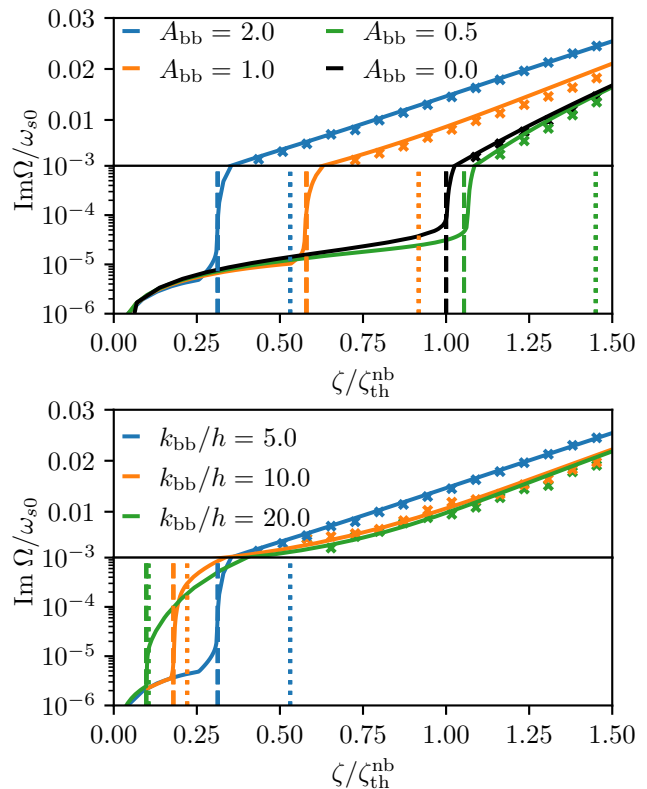 0.03
A_bb = 2.0
A_bb = 0.5
A_bb = 1.0
A_bb = 0.0
0.02
0.01
10^−3
10^−4
10^−5
10^−6
ImΩ/ω_s0
0.00 0.25 0.50 0.75 1.00 1.25 1.50
ζ/ζ_th^nb
0.03
k_bb/h = 5.0
k_bb/h = 10.0
k_bb/h = 20.0
0.02
0.01
10^−3
10^−4
10^−5
10^−6
Im Ω/ω_s0
0.00 0.25 0.50 0.75 1.00 1.25 1.50
ζ/ζ_th^nb